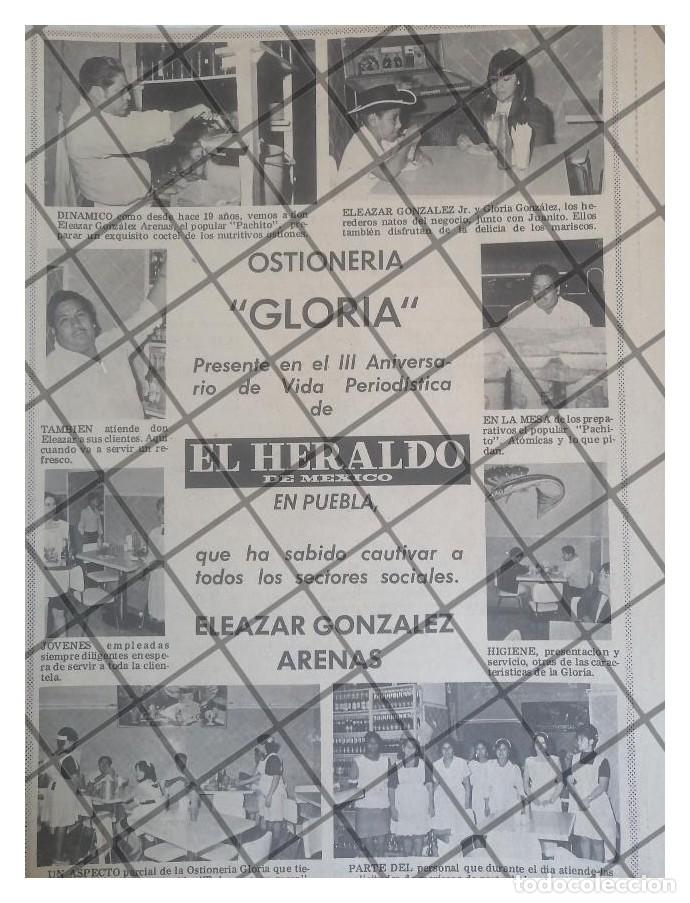 DINAMICO como desde hace 19 años, vemos a don
Eleazar González Arenas, el popular "Pachito", pre-
parar un exquisito coctel de los nutritivos ostiones.
ELEAZAR GONZALEZ Jr. y Gloria González, los he-
rederos natos del negocio, junto con Juanito. Ellos
también disfrutan de la delicia de los mariscos.
OSTIONERIA
"GLORIA"
Presente en el III Aniversa-
rio de Vida Periodística
de
EL HERALDO
DE MEXICO
EN PUEBLA,
que ha sabido cautivar a
todos los sectores sociales.
ELEAZAR GONZALEZ
ARENAS
TAMBIEN atiende don
Eleazar a sus clientes. Aquí
cuando va a servir un re-
fresco.
EN LA MESA de los prepa-
rativos el popular "Pachi-
to". Atómicas y lo que pi-
dan.
JOVENES empleadas
siempre diligentes en espe-
ra de servir a toda la clien-
tela.
HIGIENE, presentación y
servicio, otras de las carac-
terísticas de la Gloria.
UN ASPECTO parcial de la Ostionería Gloria que tie-
PARTE DEL personal que durante el día atiende las
todocoleccion
todocoleccion.net